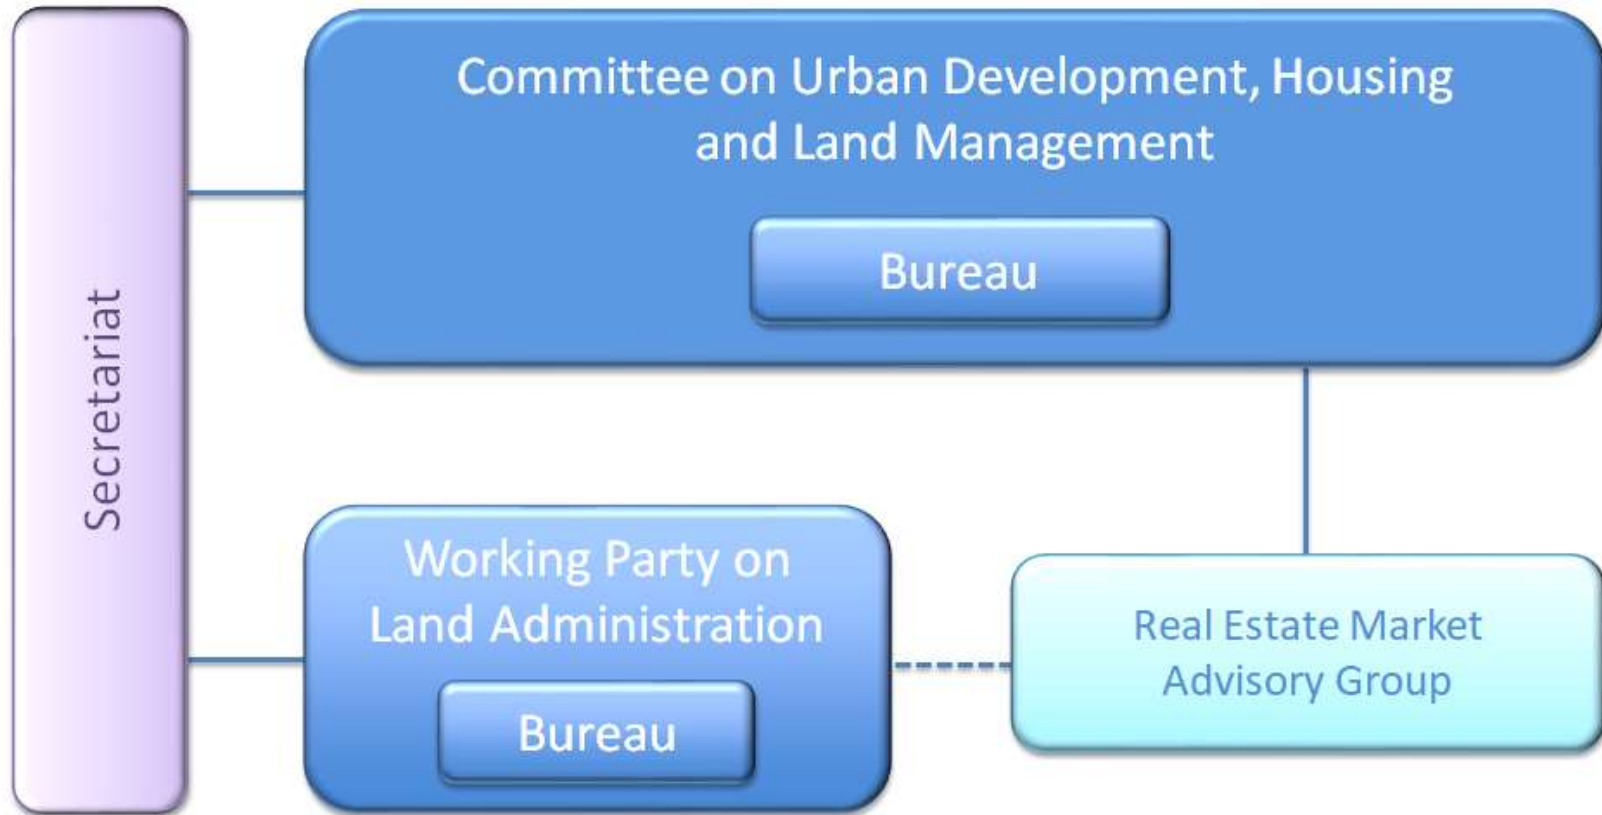 Secretariat
Committee on Urban Development, Housing
and Land Management
Bureau
Working Party on
Land Administration
Bureau
Real Estate Market
Advisory Group